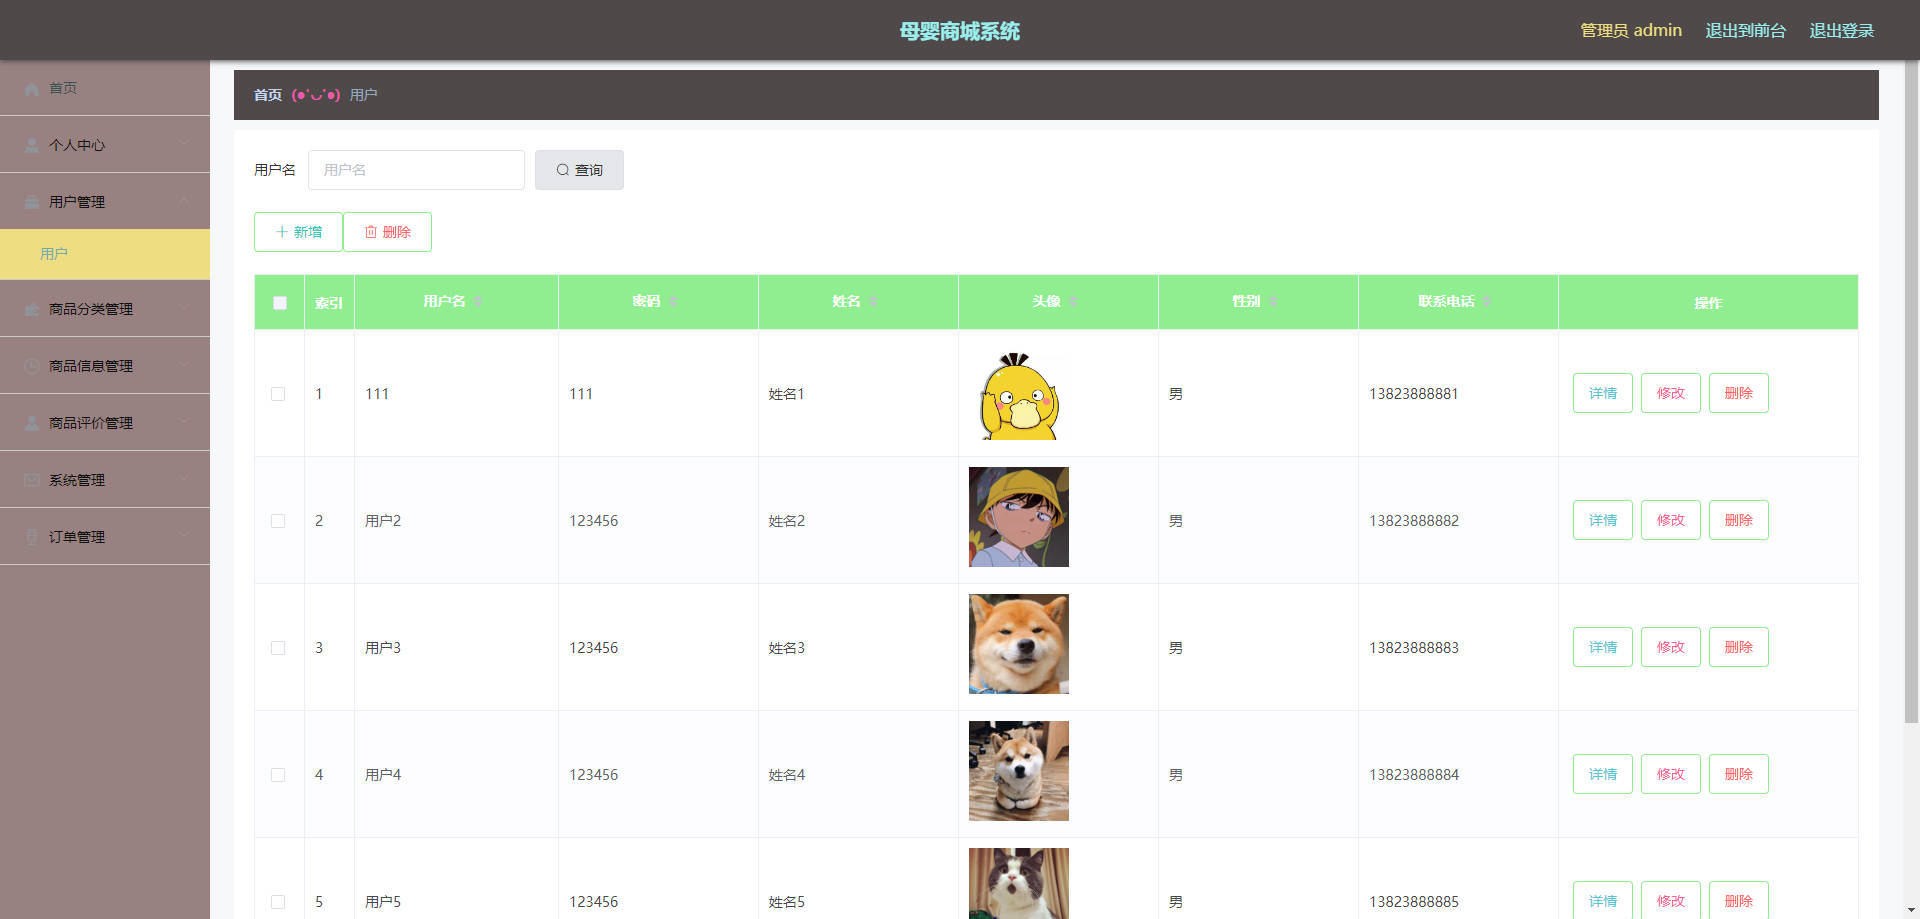 母婴商城系统
管理员 admin 退出到前台 退出登录
首页
个人中心
用户管理
用户
商品分类管理
商品信息管理
商品评价管理
系统管理
订单管理
首页 (●'◡'●) 用户
用户名 用户名 查询
新增 删除
索引 用户名 密码 姓名 头像 性别 联系电话 操作
1 111 111 姓名1 男 13823888881 详情 修改 删除
2 用户2 123456 姓名2 男 13823888882 详情 修改 删除
3 用户3 123456 姓名3 男 13823888883 详情 修改 删除
4 用户4 123456 姓名4 男 13823888884 详情 修改 删除
5 用户5 123456 姓名5 男 13823888885 详情 修改 删除